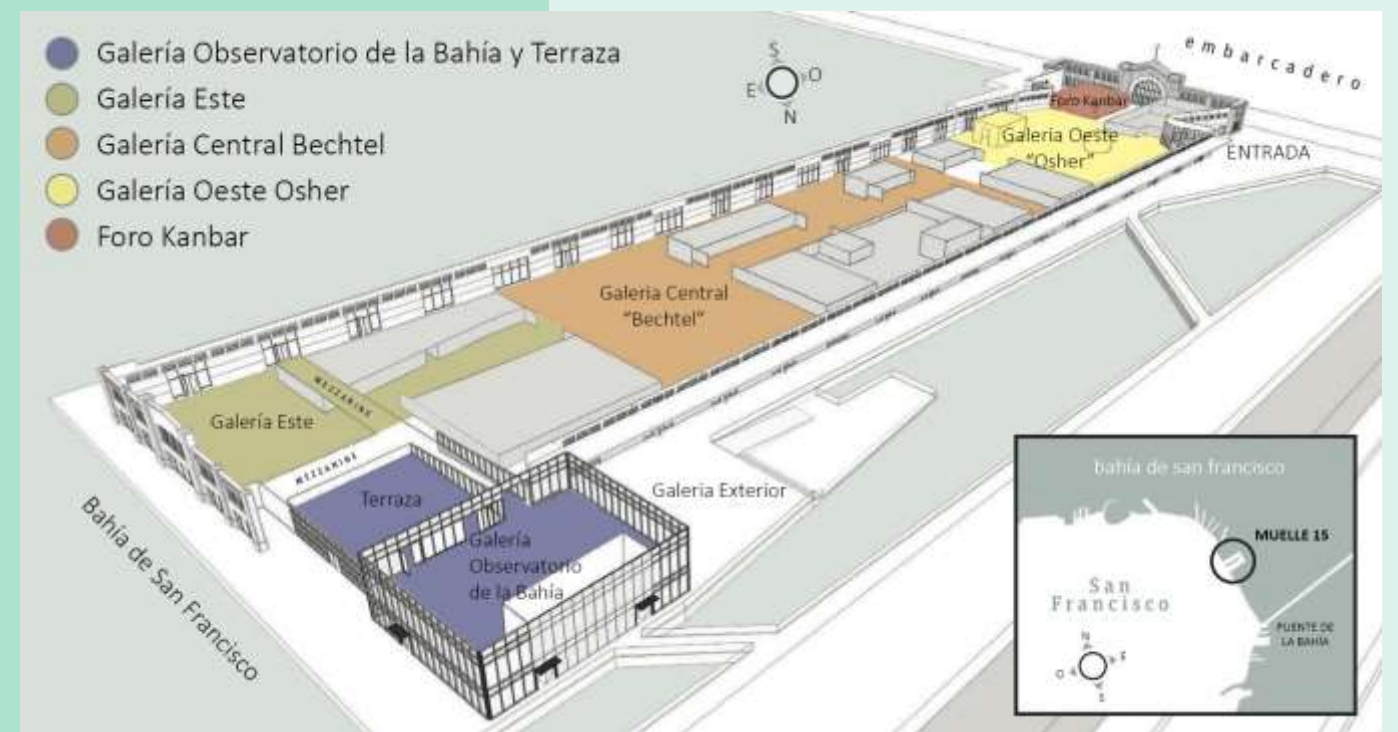 Galería Observatorio de la Bahía y Terraza
Galería Este
Galería Central Bechtel
Galería Oeste Osher
Foro Kanbar
S
E
O
N
embarcadero
Foro Kanbar
Galería Oeste
"Osher"
ENTRADA
Galería Central
"Bechtel"
MEZZANINE
Galería Este
MEZZANINE
Terraza
Galería
Observatorio
de la Bahía
Galeria Exterior
Bahía de San Francisco
bahía de san francisco
MUELLE 15
San
Francisco
PUENTE DE
LA BAHÍA
N
O
E
S